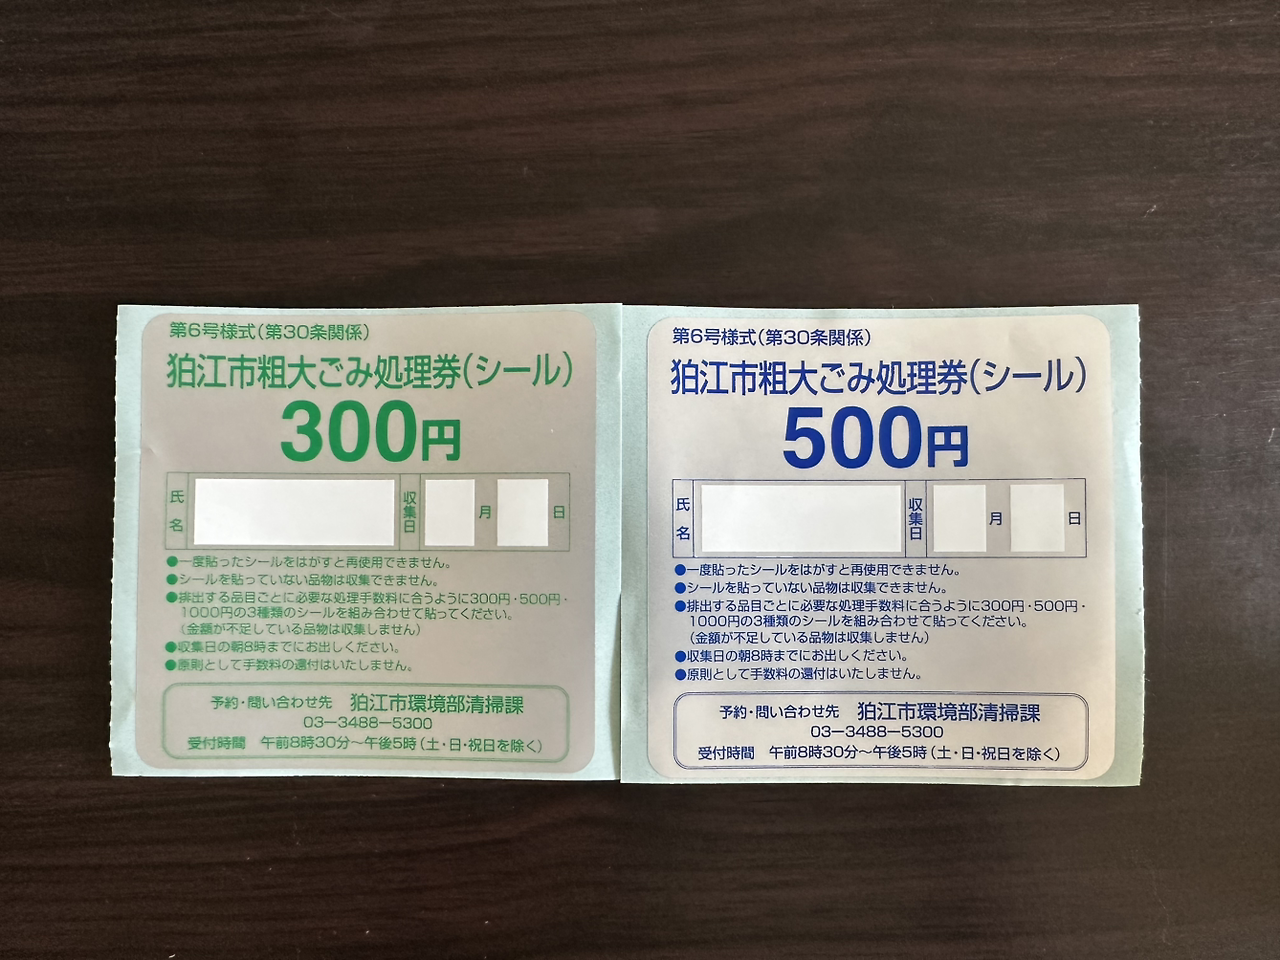 第6号様式(第30条関係)
狛江市粗大ごみ処理券(シール)
300円
氏名
収集日
月
日
●一度貼ったシールをはがすと再使用できません。
●シールを貼っていない品物は収集できません。
●排出する品目ごとに必要な処理手数料に合うように300円・500円・
1000円の3種類のシールを組み合わせて貼ってください。
(金額が不足している品物は収集しません)
●収集日の朝8時までにお出しください。
●原則として手数料の還付はいたしません。
予約・問い合わせ先 狛江市環境部清掃課
03-3488-5300
受付時間 午前8時30分〜午後5時(土・日・祝日を除く)
第6号様式(第30条関係)
狛江市粗大ごみ処理券(シール)
500円
氏名
収集日
月
日
●一度貼ったシールをはがすと再使用できません。
●シールを貼っていない品物は収集できません。
●排出する品目ごとに必要な処理手数料に合うように300円・500円・
1000円の3種類のシールを組み合わせて貼ってください。
(金額が不足している品物は収集しません)
●収集日の朝8時までにお出しください。
●原則として手数料の還付はいたしません。
予約・問い合わせ先 狛江市環境部清掃課
03-3488-5300
受付時間 午前8時30分〜午後5時(土・日・祝日を除く)